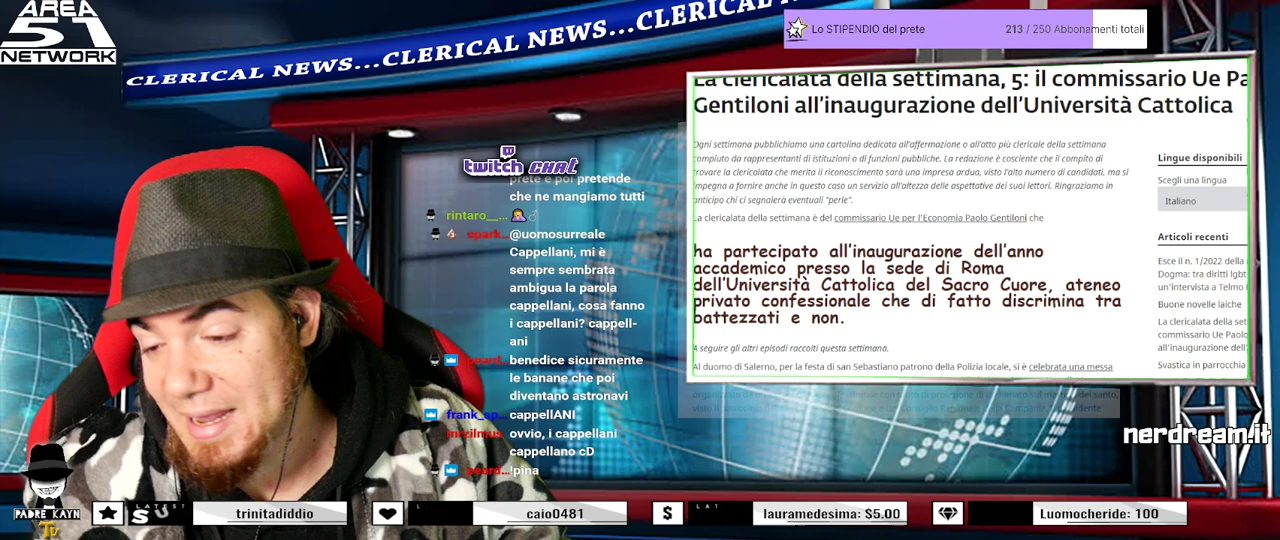 AREA
51
NETWORK
CLERICAL NEWS...CLERICAL NEWS...CLERICAL
Lo STIPENDIO del prete 213 / 250 Abbonamenti totali
La clericalata della settimana, 5: il commissario Ue Pa
Gentiloni all'inaugurazione dell'Università Cattolica
Ogni settimana pubblichiamo una cartolina dedicata all'affermazione o all'atto più clericale della settimana
compiuto da rappresentanti di istituzioni o di funzioni pubbliche. La redazione è cosciente che il compito di
trovare la clericalata che merita il riconoscimento sarà una impresa ardua, visto l'alto numero di candidati, ma si
impegna a fornire anche in questo caso un servizio all'altezza delle aspettative dei suoi lettori. Ringraziamo in
anticipo chi ci segnalerà eventuali "perle".
La clericalata della settimana è del commissario Ue per l'Economia Paolo Gentiloni che
ha partecipato all'inaugurazione dell'anno
accademico presso la sede di Roma
dell'Università Cattolica del Sacro Cuore, ateneo
privato confessionale che di fatto discrimina tra
battezzati e non.
A seguire gli altri episodi raccolti questa settimana.
Al duomo di Salerno, per la festa di san Sebastiano patrono della Polizia locale, si è celebrata una messa
Lingue disponibili
Scegli una lingua
Italiano
Articoli recenti
Esce il n. 1/2022 della
Dogma: tra diritti lgbt
un'intervista a Telmo
Buone novelle laiche
La clericalata della set
commissario Ue Paolo
all'inaugurazione dell'
Svastica in parrocchia
twitch CHAT
prete e poi pretende
che ne mangiamo tutti
rintaro__...
spark... @uomosurreale
Cappellani, mi è
sempre sembrata
ambigua la parola
cappellani, cosa fanno
i cappellani? cappell-
ani
peard... benedice sicuramente
le banane che poi
diventano astronavi
frank_sp... cappellANI
mrzilmus ovvio, i cappellani
cappellano cD
peard... !pina
nerdream.it
PADRE KAYN
Tv
trinitadiddio
caio0481
$ lauramedesina: $5.00
Luomocheride: 100